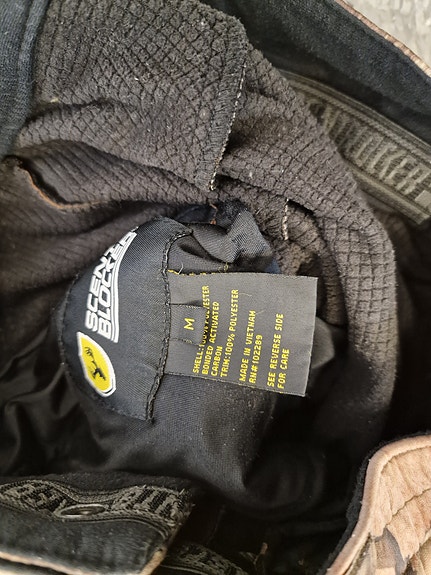 SCENT
BLOCKER
M
SHELL:100% POLYESTER
BONDED ACTIVATED
CARBON
TRIM:100% POLYESTER
MADE IN VIETNAM
RN#102289
SEE REVERSE SIDE
FOR CARE